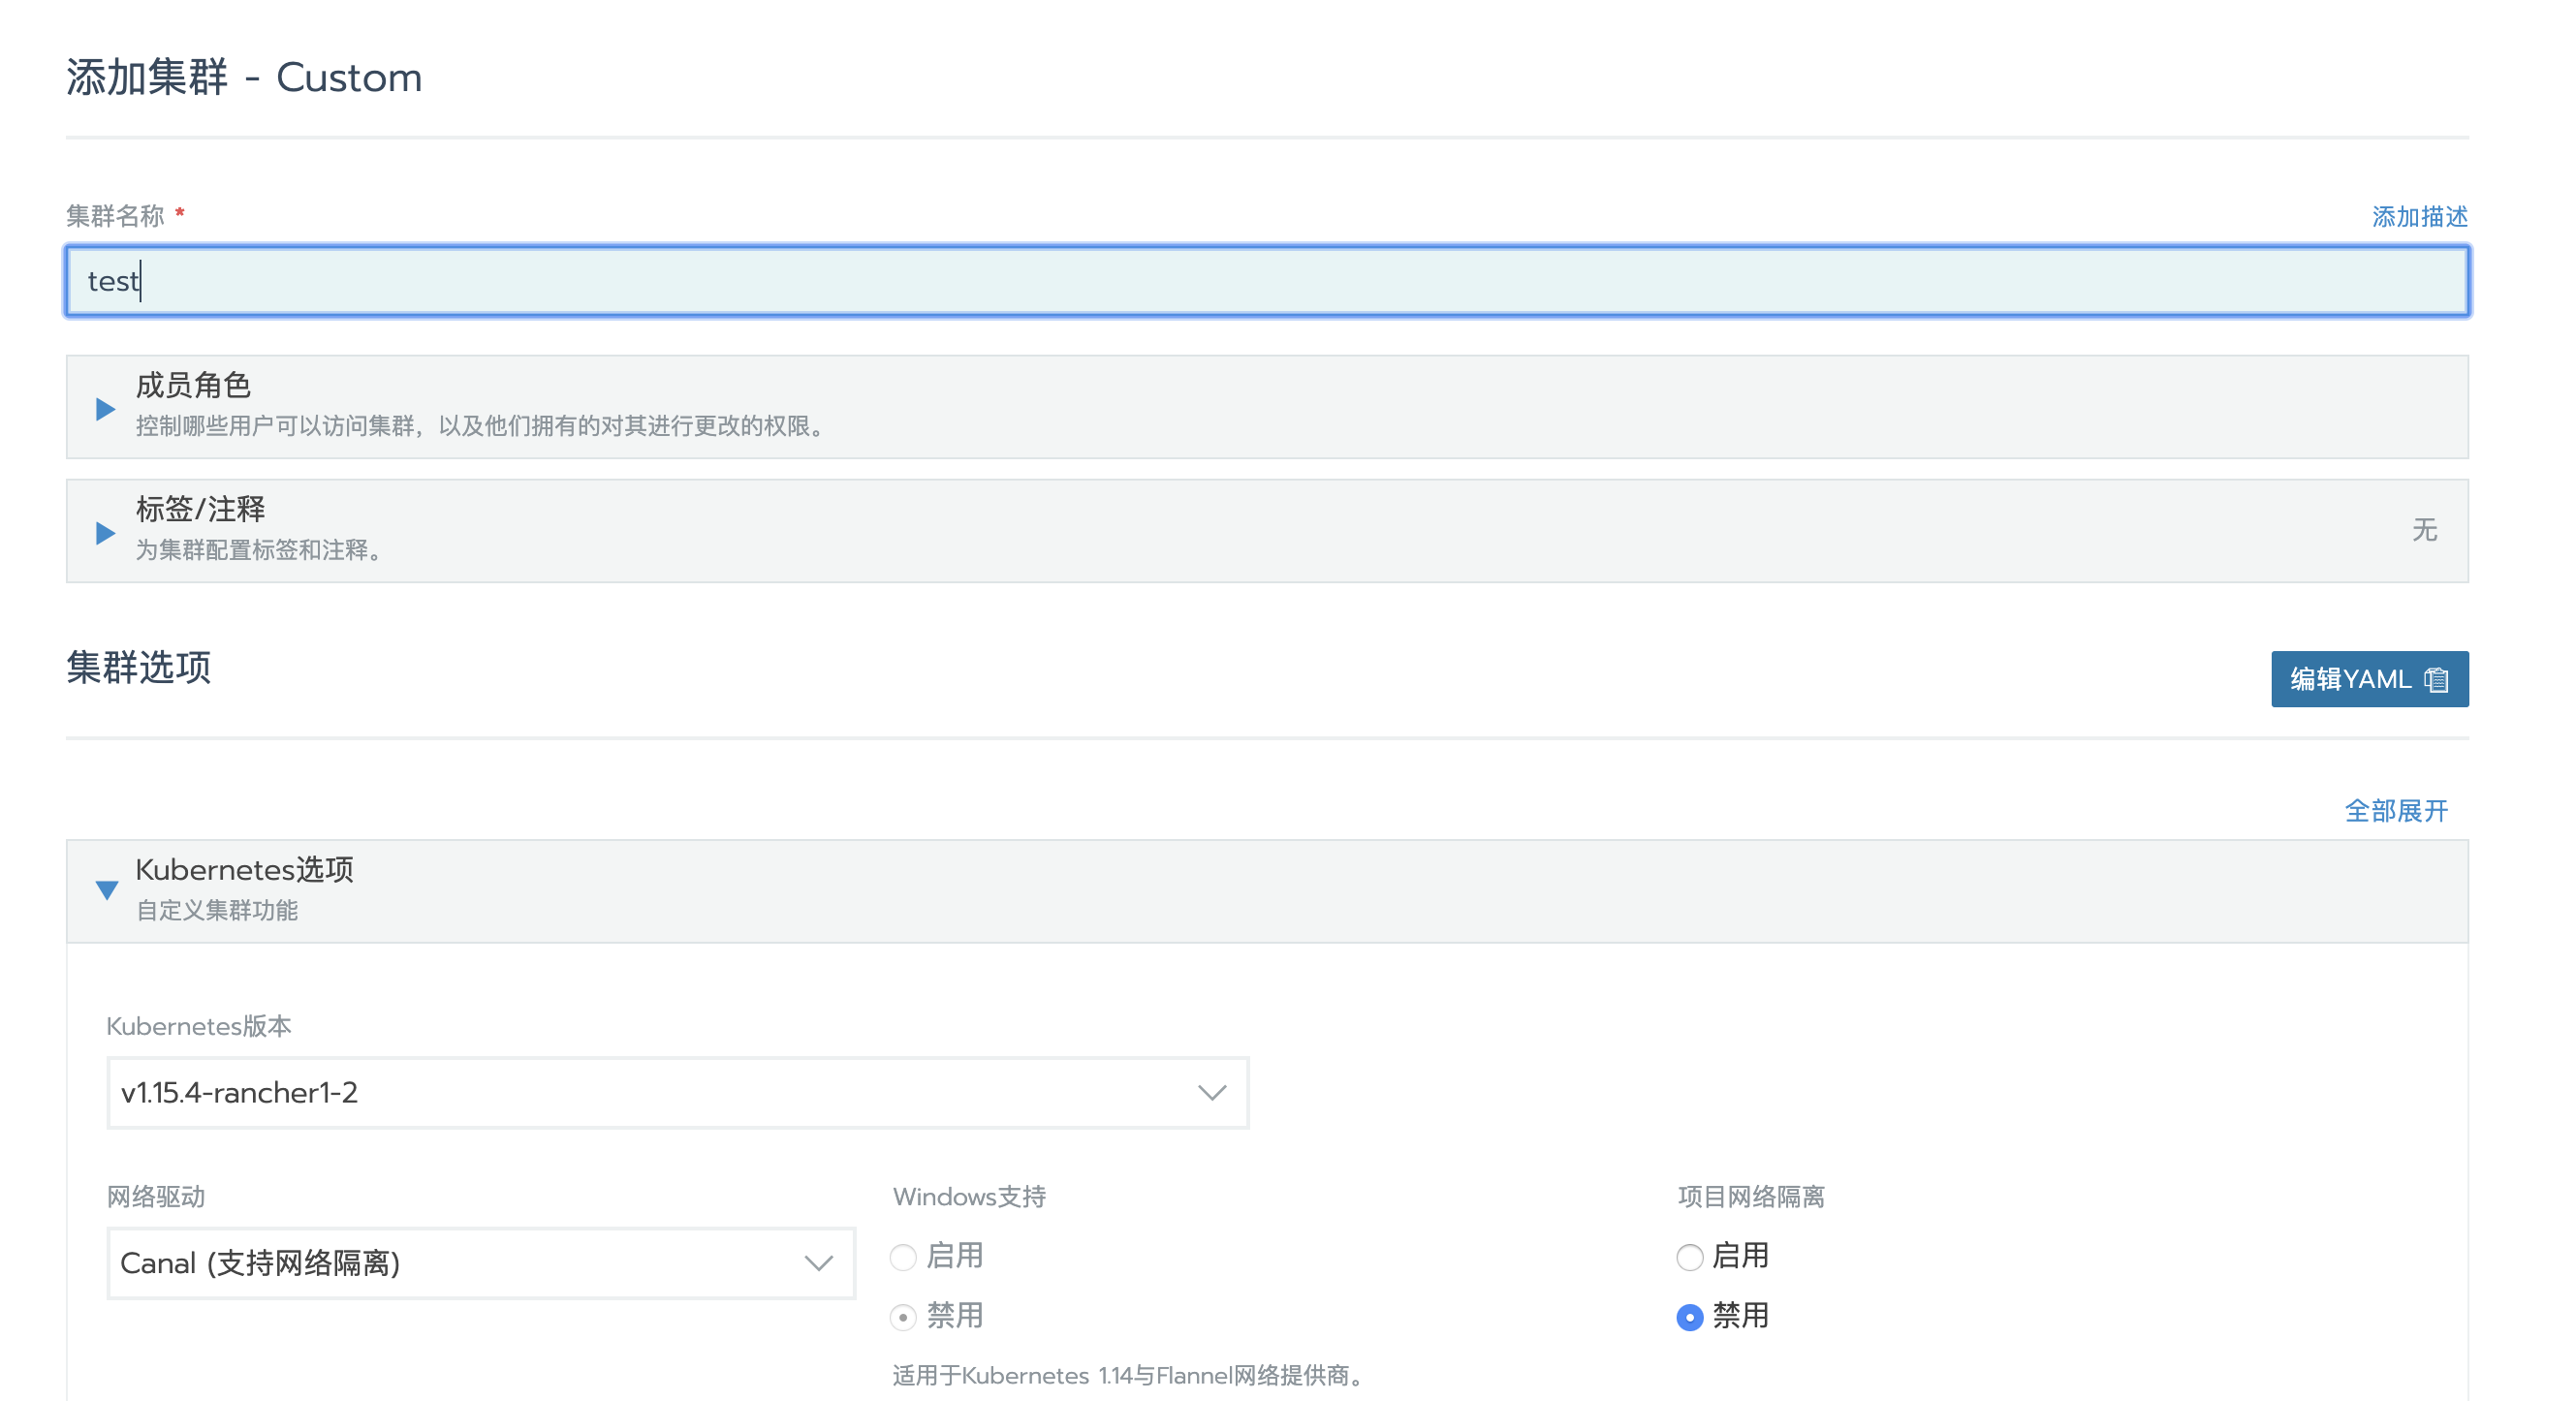 添加集群 - Custom
集群名称 *
添加描述
test
成员角色
控制哪些用户可以访问集群，以及他们拥有的对其进行更改的权限。
标签/注释
为集群配置标签和注释。
无
集群选项
编辑YAML
全部展开
Kubernetes选项
自定义集群功能
Kubernetes版本
v1.15.4-rancher1-2
网络驱动
Canal (支持网络隔离)
Windows支持
启用
禁用
适用于Kubernetes 1.14与Flannel网络提供商。
项目网络隔离
启用
禁用